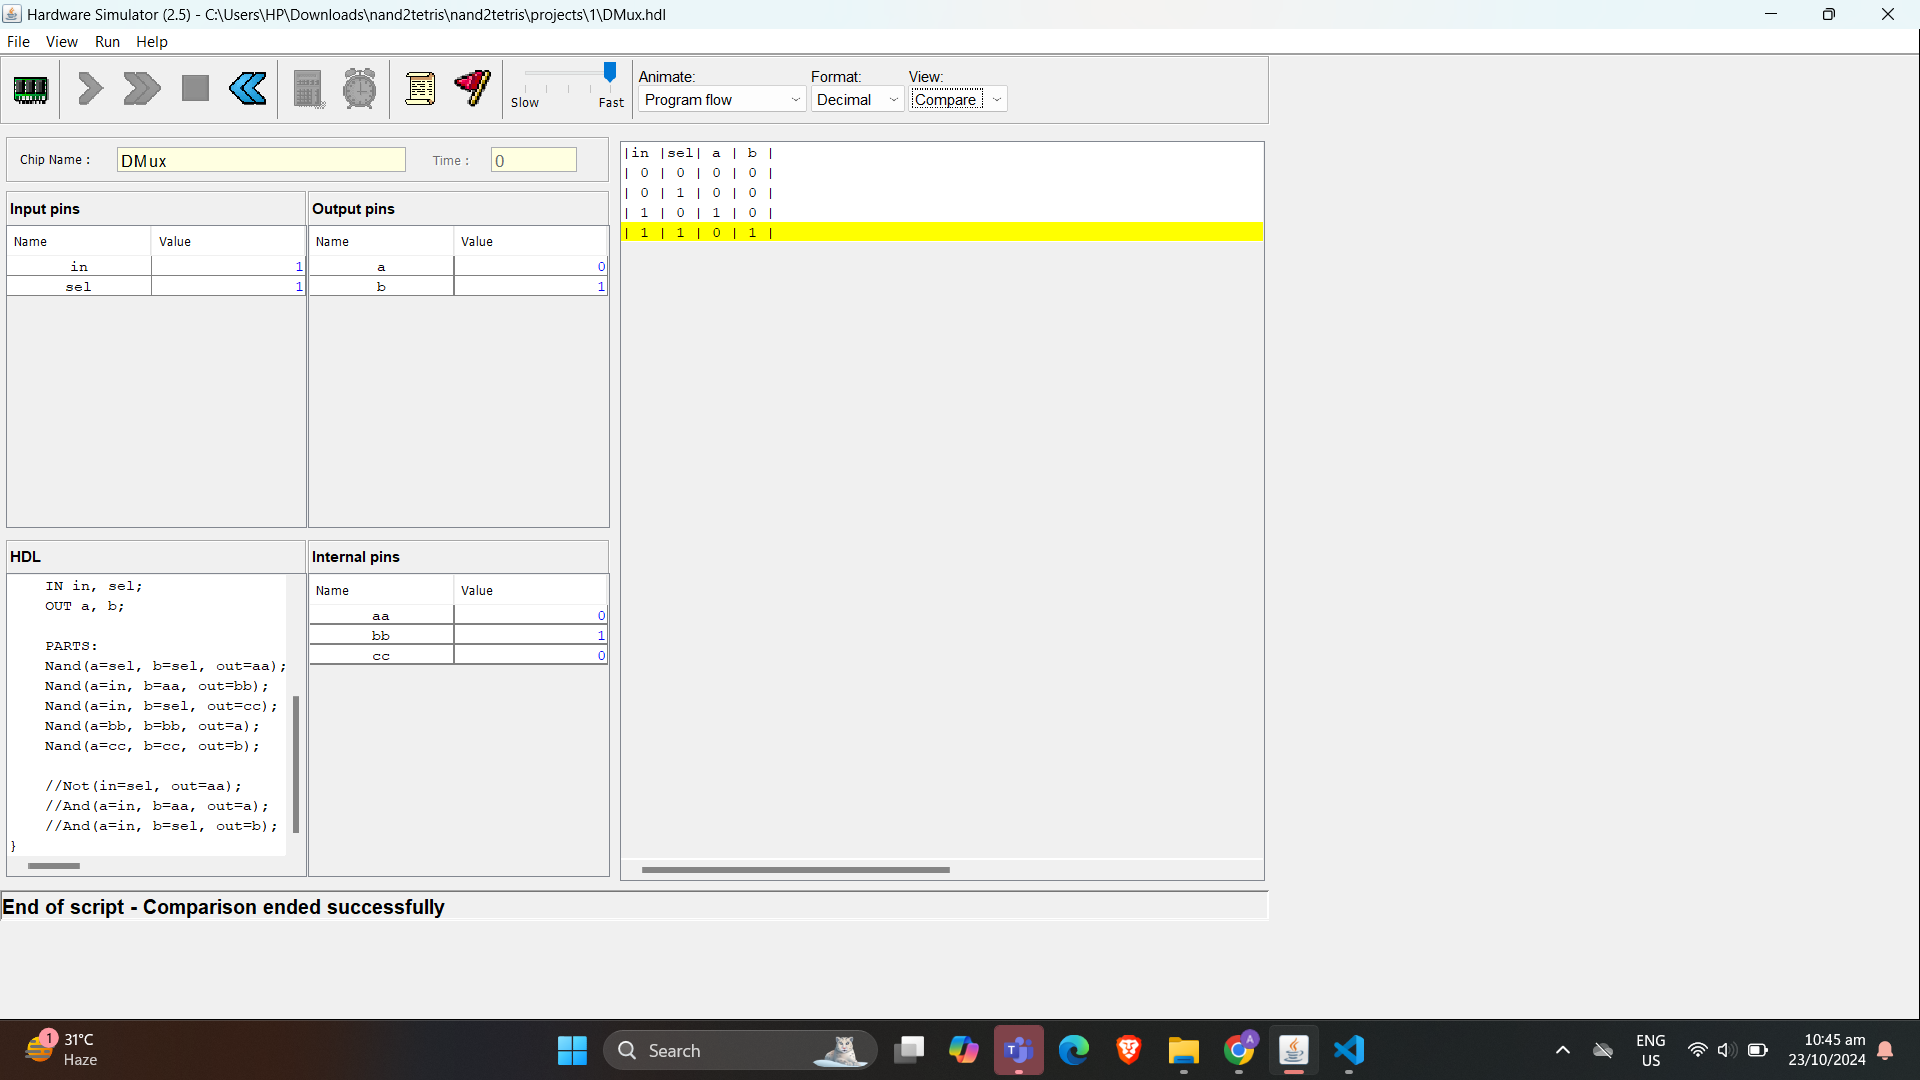 Hardware Simulator (2.5) - C:\Users\HP\Downloads\nand2tetris\nand2tetris\projects\1\DMux.hdl
File View Run Help
Slow Fast
Animate: Format: View:
Program flow Decimal Compare
Chip Name : DMux Time : 0
Input pins
Name Value
in 1
sel 1
Output pins
Name Value
a 0
b 1
|in |sel| a | b |
| 0 | 0 | 0 | 0 |
| 0 | 1 | 0 | 0 |
| 1 | 0 | 1 | 0 |
| 1 | 1 | 0 | 1 |
HDL
IN in, sel;
OUT a, b;
PARTS:
Nand(a=sel, b=sel, out=aa);
Nand(a=in, b=aa, out=bb);
Nand(a=in, b=sel, out=cc);
Nand(a=bb, b=bb, out=a);
Nand(a=cc, b=cc, out=b);
//Not(in=sel, out=aa);
//And(a=in, b=aa, out=a);
//And(a=in, b=sel, out=b);
}
Internal pins
Name Value
aa 0
bb 1
cc 0
End of script - Comparison ended successfully
1
31°C
Haze
Search
A
ENG
US
10:45 am
23/10/2024